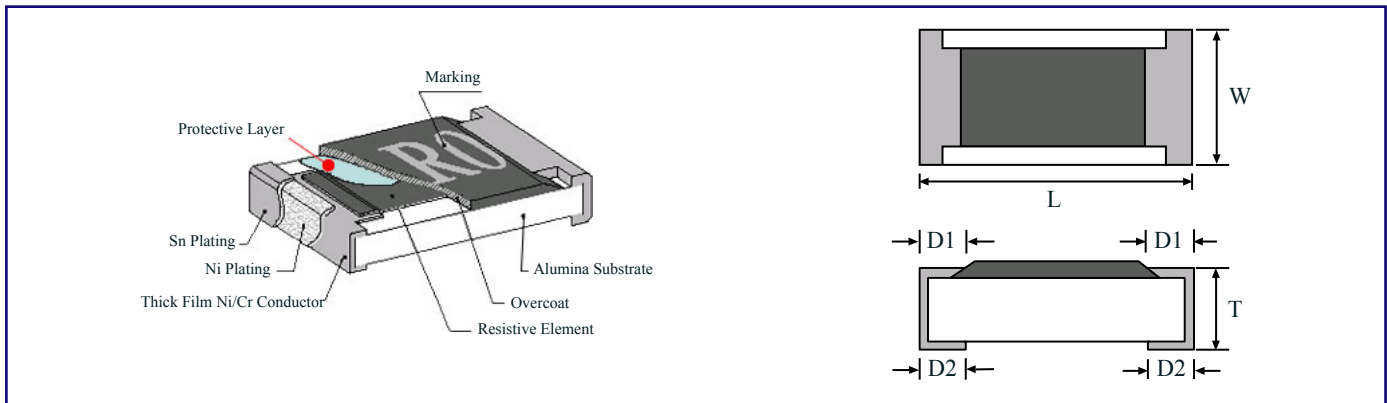 Marking
Protective Layer
R0
Sn Plating
Ni Plating
Thick Film Ni/Cr Conductor
Alumina Substrate
Overcoat
Resistive Element
W
L
D1
D1
T
D2
D2